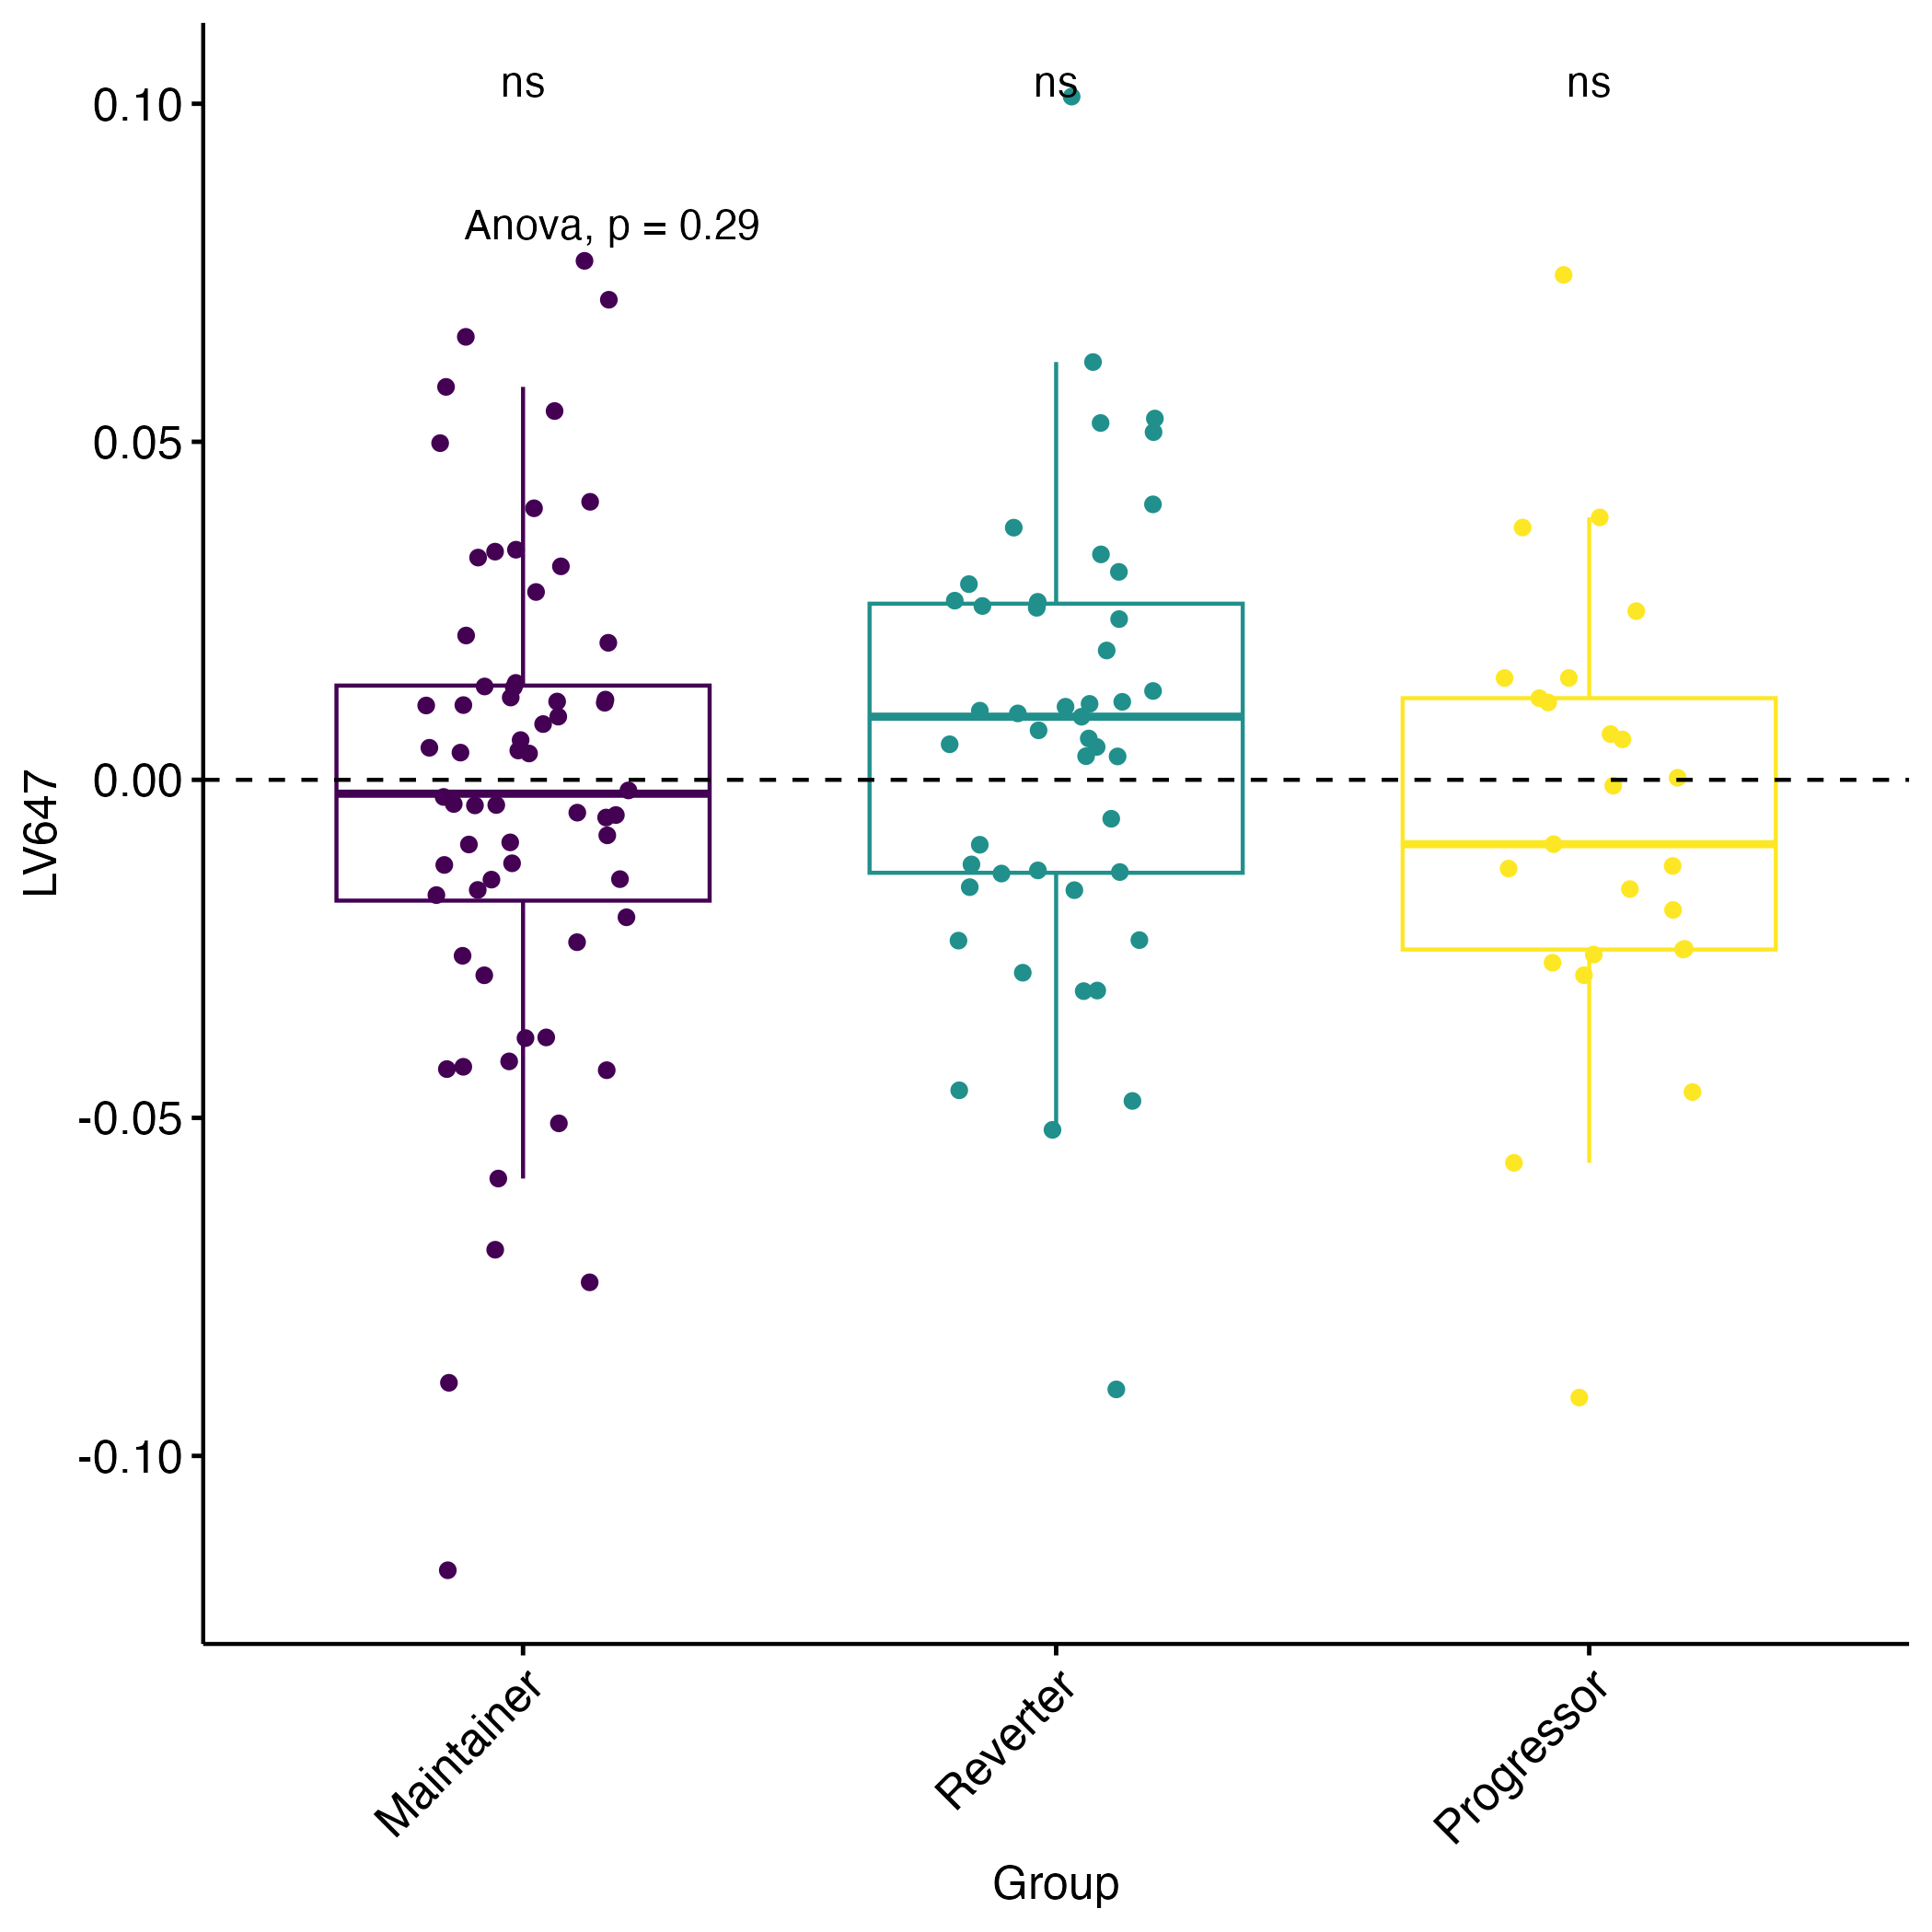 ns ns ns
Anova, p = 0.29
0.10
0.05
0.00
-0.05
-0.10
LV647
Maintainer
Reverter
Progressor
Group